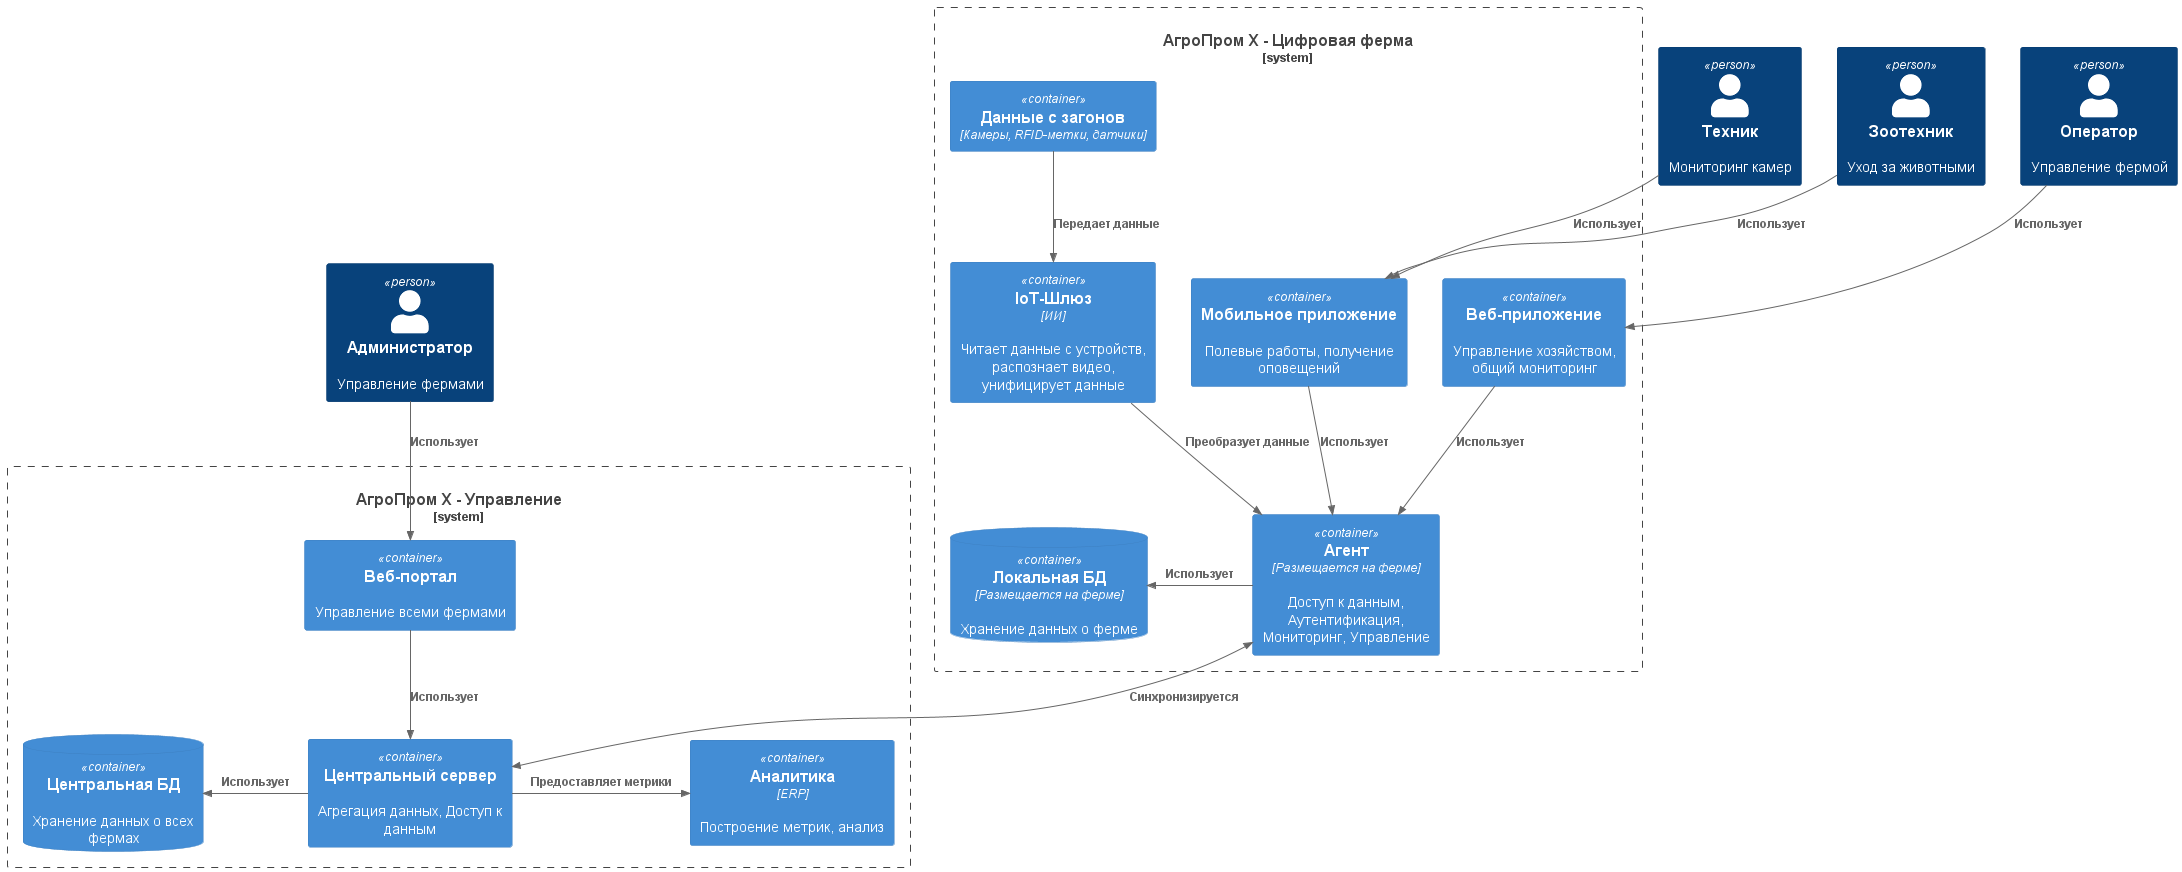 АгроПром X - Цифровая ферма
[system]
«container»
Данные с загонов
[Камеры, RFID-метки, датчики]
«person»
Техник
Мониторинг камер
«person»
Зоотехник
Уход за животными
«person»
Оператор
Управление фермой
Передает данные
Использует
Использует
Использует
«person»
Администратор
Управление фермами
«container»
IoT-Шлюз
[ИИ]
Читает данные с устройств,
распознает видео,
унифицирует данные
«container»
Мобильное приложение
Полевые работы, получение
оповещений
«container»
Веб-приложение
Управление хозяйством,
общий мониторинг
Использует
Преобразует данные
Использует
Использует
АгроПром X - Управление
[system]
«container»
Веб-портал
Управление всеми фермами
«container»
Локальная БД
[Размещается на ферме]
Хранение данных о ферме
Использует
«container»
Агент
[Размещается на ферме]
Доступ к данным,
Аутентификация,
Мониторинг, Управление
Использует
Синхронизируется
«container»
Центральная БД
Хранение данных о всех
фермах
Использует
«container»
Центральный сервер
Агрегация данных, Доступ к
данным
Предоставляет метрики
«container»
Аналитика
[ERP]
Построение метрик, анализ